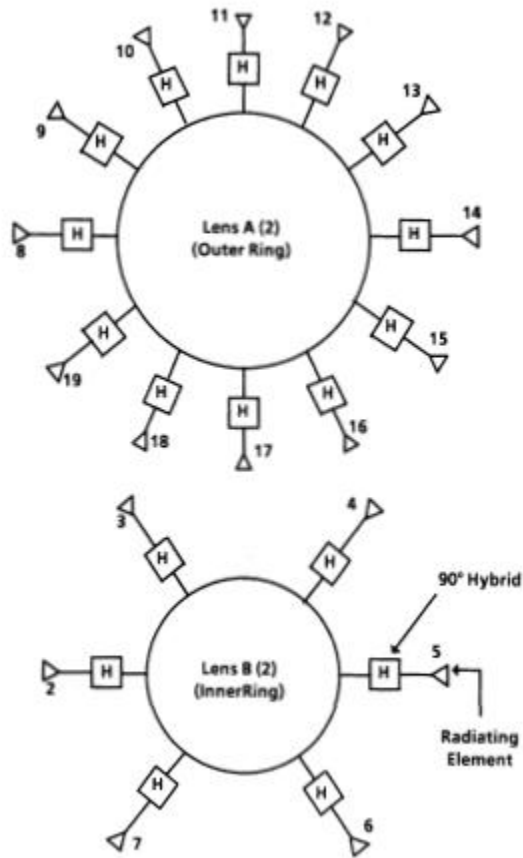 11
12
10
H
H
H
13
9
H
H
Lens A (2)
(Outer Ring)
14
H
H
8
H
H
15
19
H
H
H
16
18
17
3
4
H
H
90° Hybrid
Lens B (2)
(InnerRing)
5
H
H
2
Radiating
Element
H
H
7
6